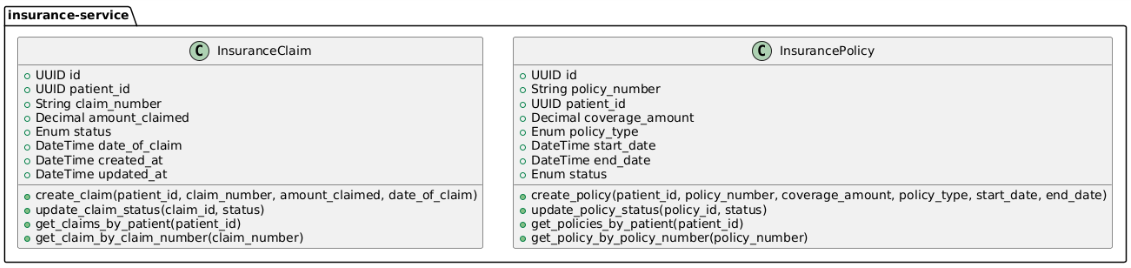 insurance-service
C InsuranceClaim
UUID id
UUID patient_id
String claim_number
Decimal amount_claimed
Enum status
DateTime date_of_claim
DateTime created_at
DateTime updated_at
create_claim(patient_id, claim_number, amount_claimed, date_of_claim)
update_claim_status(claim_id, status)
get_claims_by_patient(patient_id)
get_claim_by_claim_number(claim_number)
C InsurancePolicy
UUID id
String policy_number
UUID patient_id
Decimal coverage_amount
Enum policy_type
DateTime start_date
DateTime end_date
Enum status
create_policy(patient_id, policy_number, coverage_amount, policy_type, start_date, end_date)
update_policy_status(policy_id, status)
get_policies_by_patient(patient_id)
get_policy_by_policy_number(policy_number)